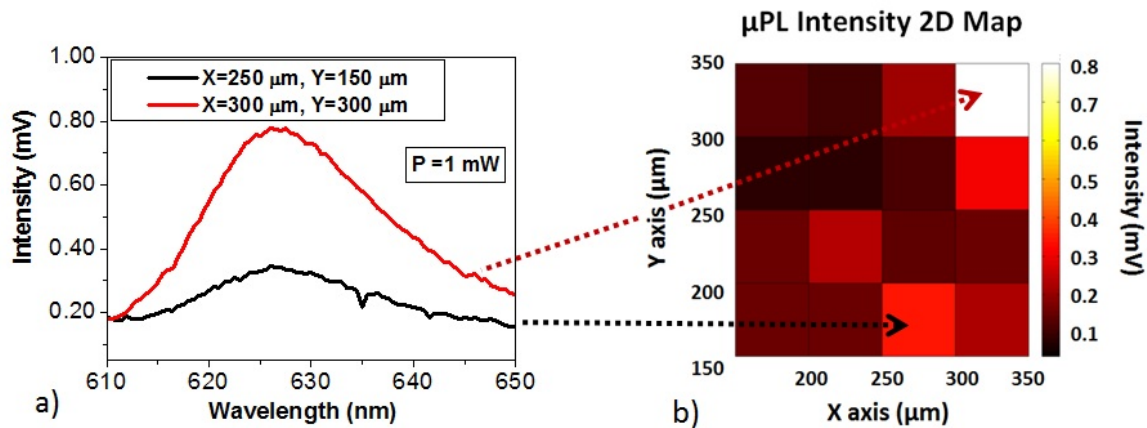 µPL Intensity 2D Map
1.00
0.80
0.60
0.40
0.20
Intensity (mV)
X=250 µm, Y=150 µm
X=300 µm, Y=300 µm
P =1 mW
610
620
630
640
650
Wavelength (nm)
a)
350
300
250
200
150
Y axis (µm)
200
250
300
350
X axis (µm)
b)
0.8
0.7
0.6
0.5
0.4
0.3
0.2
0.1
Intensity (mV)